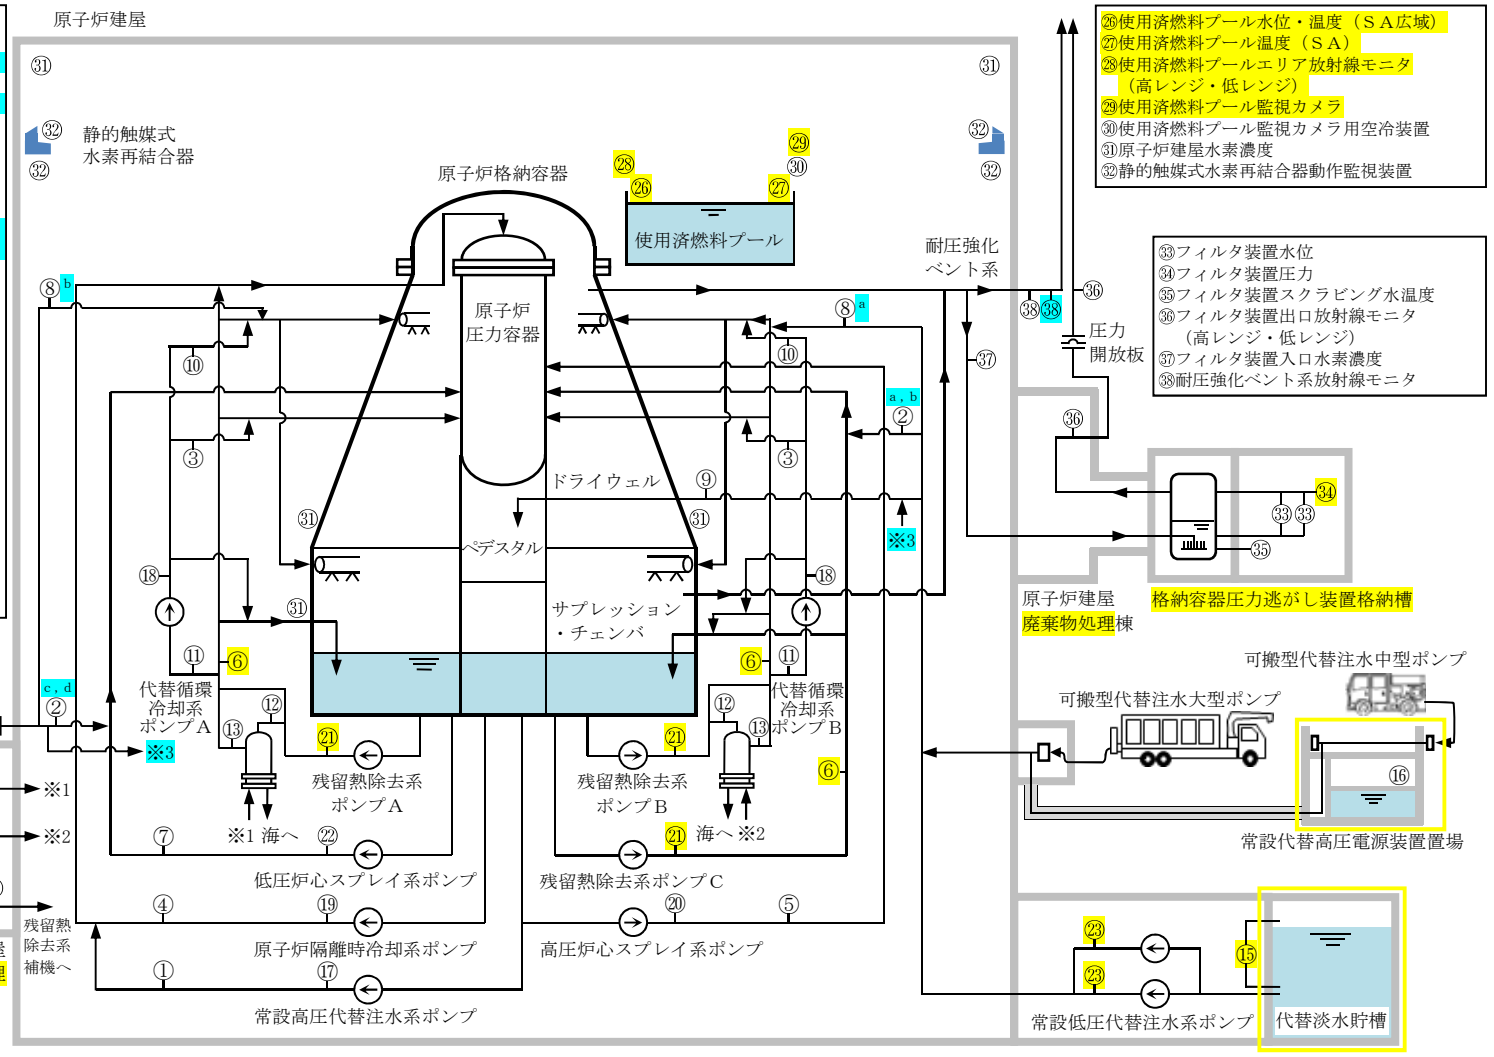 原子炉建屋
㉛
㉛
㉜
㉜
静的触媒式
水素再結合器
㉜
㉜
原子炉格納容器
㉘
㉖
㉙
㉚
㉗
使用済燃料プール
㉖使用済燃料プール水位・温度（ＳＡ広域）
㉗使用済燃料プール温度（ＳＡ）
㉘使用済燃料プールエリア放射線モニタ
（高レンジ・低レンジ）
㉙使用済燃料プール監視カメラ
㉚使用済燃料プール監視カメラ用空冷装置
㉛原子炉建屋水素濃度
㉜静的触媒式水素再結合器動作監視装置
㉝フィルタ装置水位
㉞フィルタ装置圧力
㉟フィルタ装置スクラビング水温度
㊱フィルタ装置出口放射線モニタ
（高レンジ・低レンジ）
㊲フィルタ装置入口水素濃度
㊳耐圧強化ベント系放射線モニタ
耐圧強化
ベント系
⑧ b
⑧ a
㊳
㊳
㊱
原子炉
圧力容器
圧力
開放板
⑩
⑩
㊲
a, b
②
㊱
③
③
ドライウェル
⑨
㉛
㉛
※3
㉞
㉝
㉝
㉟
ペデスタル
⑱
⑱
㉛
サプレッション
・チェンバ
原子炉建屋
廃棄物処理棟
格納容器圧力逃がし装置格納槽
⑪
⑥
⑥
⑪
c, d
②
代替循環
冷却系
ポンプＡ
⑫
⑬
㉑
㉑
⑫
⑬
代替循環
冷却系
ポンプＢ
可搬型代替注水中型ポンプ
可搬型代替注水大型ポンプ
※3
⑥
⑯
※1
残留熱除去系
ポンプＡ
残留熱除去系
ポンプＢ
※2
※1 海へ
海へ ※2
⑦
㉒
㉑
常設代替高圧電源装置置場
低圧炉心スプレイ系ポンプ
残留熱除去系ポンプＣ
④
⑲
⑳
⑤
残留熱
除去系
補機へ
原子炉隔離時冷却系ポンプ
高圧炉心スプレイ系ポンプ
①
⑰
㉓
㉓
⑮
常設高圧代替注水系ポンプ
常設低圧代替注水系ポンプ
代替淡水貯槽